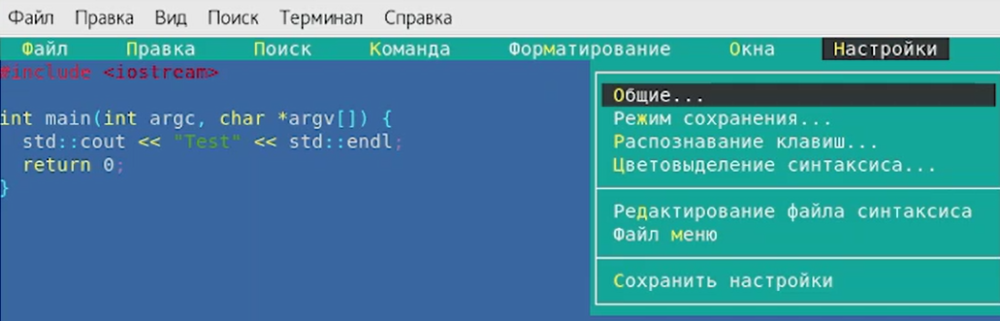 Файл Правка Вид Поиск Терминал Справка
Файл Правка Поиск Команда Форматирование Окна Настройки
#include <iostream>
int main(int argc, char *argv[]) {
std::cout << "Test" << std::endl;
return 0;
}
Общие...
Режим сохранения...
Распознавание клавиш...
Цветовыделение синтаксиса...
Редактирование файла синтаксиса
Файл меню
Сохранить настройки